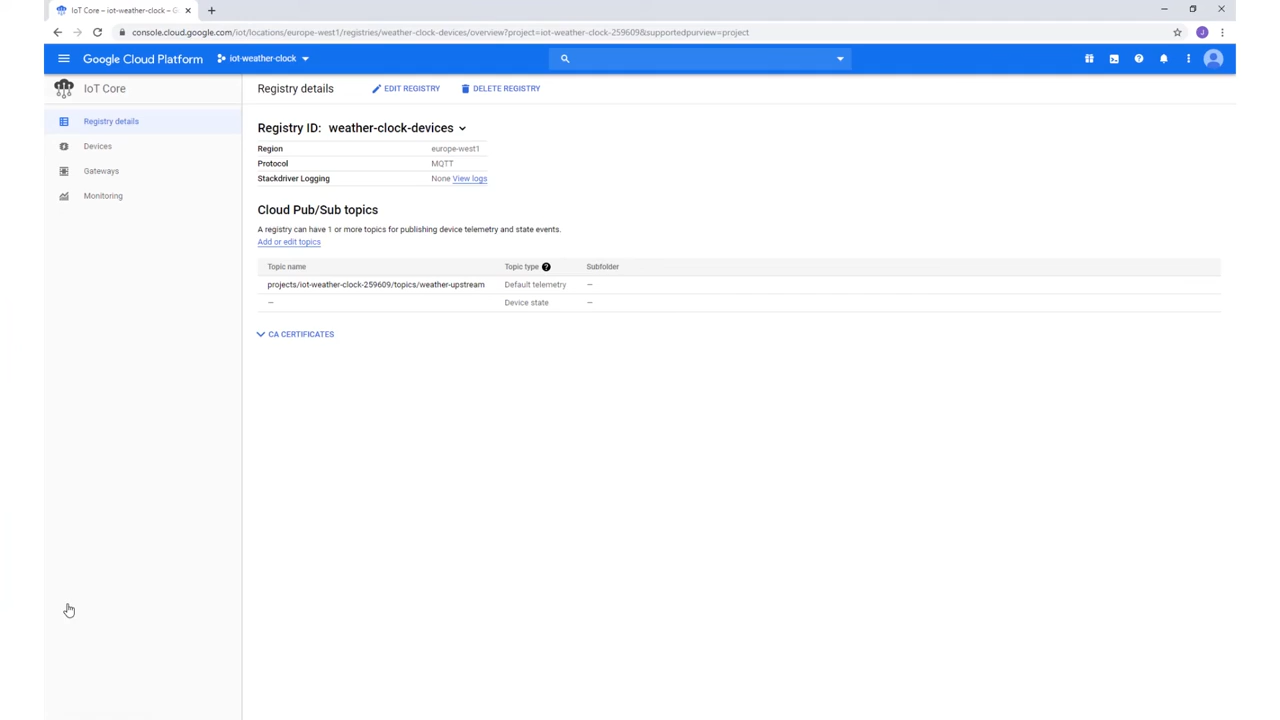 IoT Core – iot-weather-clock – G
console.cloud.google.com/iot/locations/europe-west1/registries/weather-clock-devices/overview?project=iot-weather-clock-259609&supportedpurview=project
J
Google Cloud Platform
iot-weather-clock
IoT Core
Registry details
EDIT REGISTRY
DELETE REGISTRY
Registry details
Devices
Gateways
Monitoring
Registry ID: weather-clock-devices
Region europe-west1
Protocol MQTT
Stackdriver Logging None View logs
Cloud Pub/Sub topics
A registry can have 1 or more topics for publishing device telemetry and state events.
Add or edit topics
Topic name Topic type ? Subfolder
projects/iot-weather-clock-259609/topics/weather-upstream Default telemetry —
— Device state —
CA CERTIFICATES